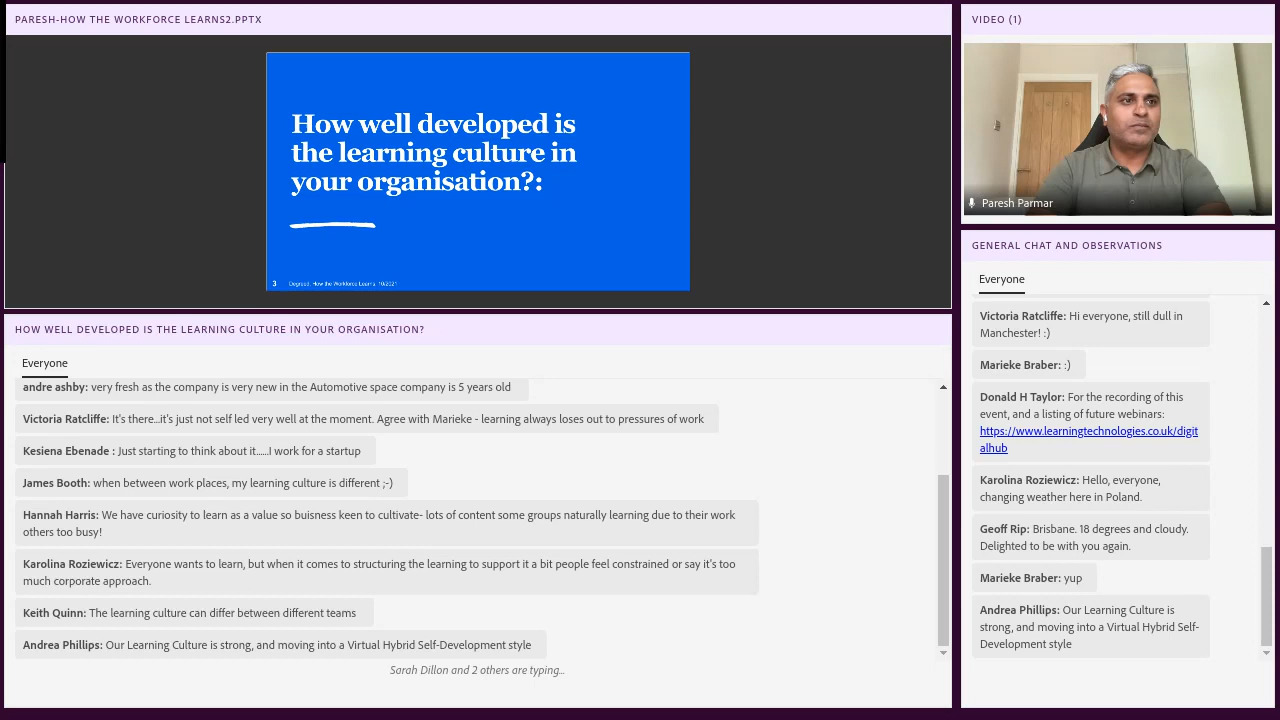 PARESH-HOW THE WORKFORCE LEARNS2.PPTX
How well developed is
the learning culture in
your organisation?:
3 Degreed, How the Workforce Learns, 10/2021
HOW WELL DEVELOPED IS THE LEARNING CULTURE IN YOUR ORGANISATION?
Everyone
andre ashby: very fresh as the company is very new in the Automotive space company is 5 years old
Victoria Ratcliffe: It's there...it's just not self led very well at the moment. Agree with Marieke - learning always loses out to pressures of work
Kesiena Ebenade : Just starting to think about it......I work for a startup
James Booth: when between work places, my learning culture is different ;-)
Hannah Harris: We have curiosity to learn as a value so buisness keen to cultivate- lots of content some groups naturally learning due to their work
others too busy!
Karolina Roziewicz: Everyone wants to learn, but when it comes to structuring the learning to support it a bit people feel constrained or say it's too
much corporate approach.
Keith Quinn: The learning culture can differ between different teams
Andrea Phillips: Our Learning Culture is strong, and moving into a Virtual Hybrid Self-Development style
Sarah Dillon and 2 others are typing...
VIDEO (1)
Paresh Parmar
GENERAL CHAT AND OBSERVATIONS
Everyone
Victoria Ratcliffe: Hi everyone, still dull in
Manchester! :)
Marieke Braber: :)
Donald H Taylor: For the recording of this
event, and a listing of future webinars:
https://www.learningtechnologies.co.uk/digit
alhub
Karolina Roziewicz: Hello, everyone,
changing weather here in Poland.
Geoff Rip: Brisbane. 18 degrees and cloudy.
Delighted to be with you again.
Marieke Braber: yup
Andrea Phillips: Our Learning Culture is
strong, and moving into a Virtual Hybrid Self-
Development style